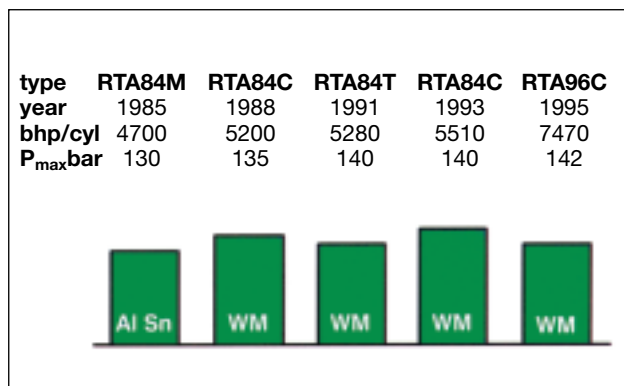 type RTA84M RTA84C RTA84T RTA84C RTA96C
year 1985 1988 1991 1993 1995
bhp/cyl 4700 5200 5280 5510 7470
Pmaxbar 130 135 140 140 142
Al Sn WM WM WM WM